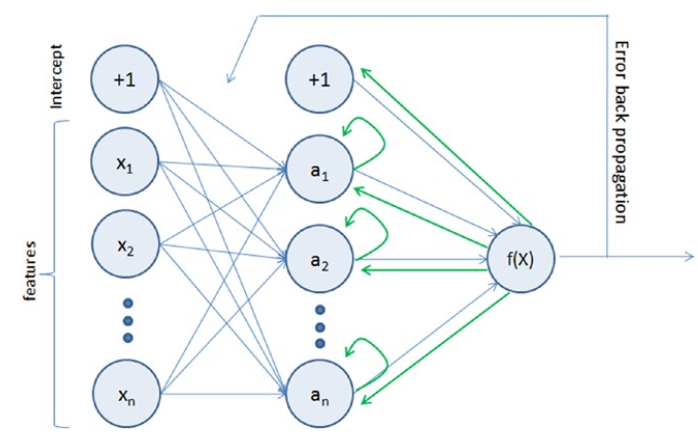 Intercept
+1
+1
Error back propagation
features
x₁
a₁
x₂
a₂
f(X)
xₙ
aₙ